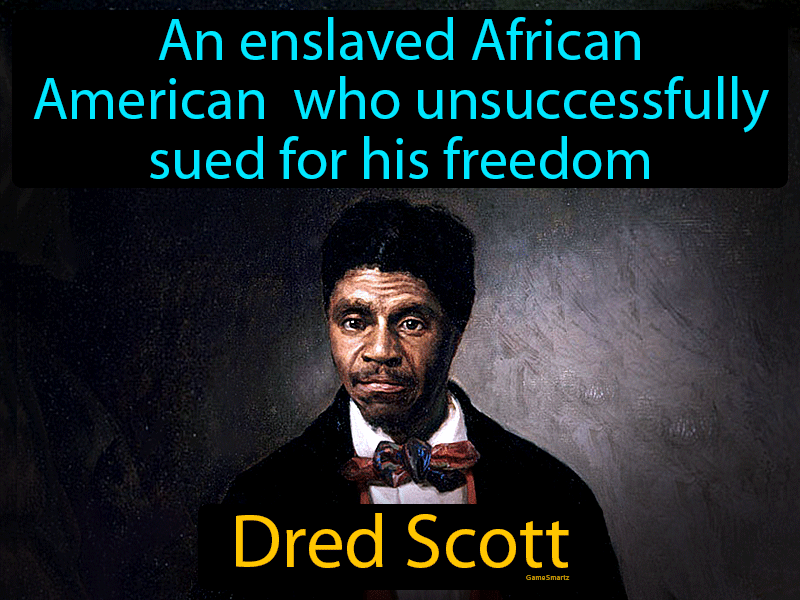 An enslaved African
American  who unsuccessfully
sued for his freedom
Dred Scott
GameSmartz